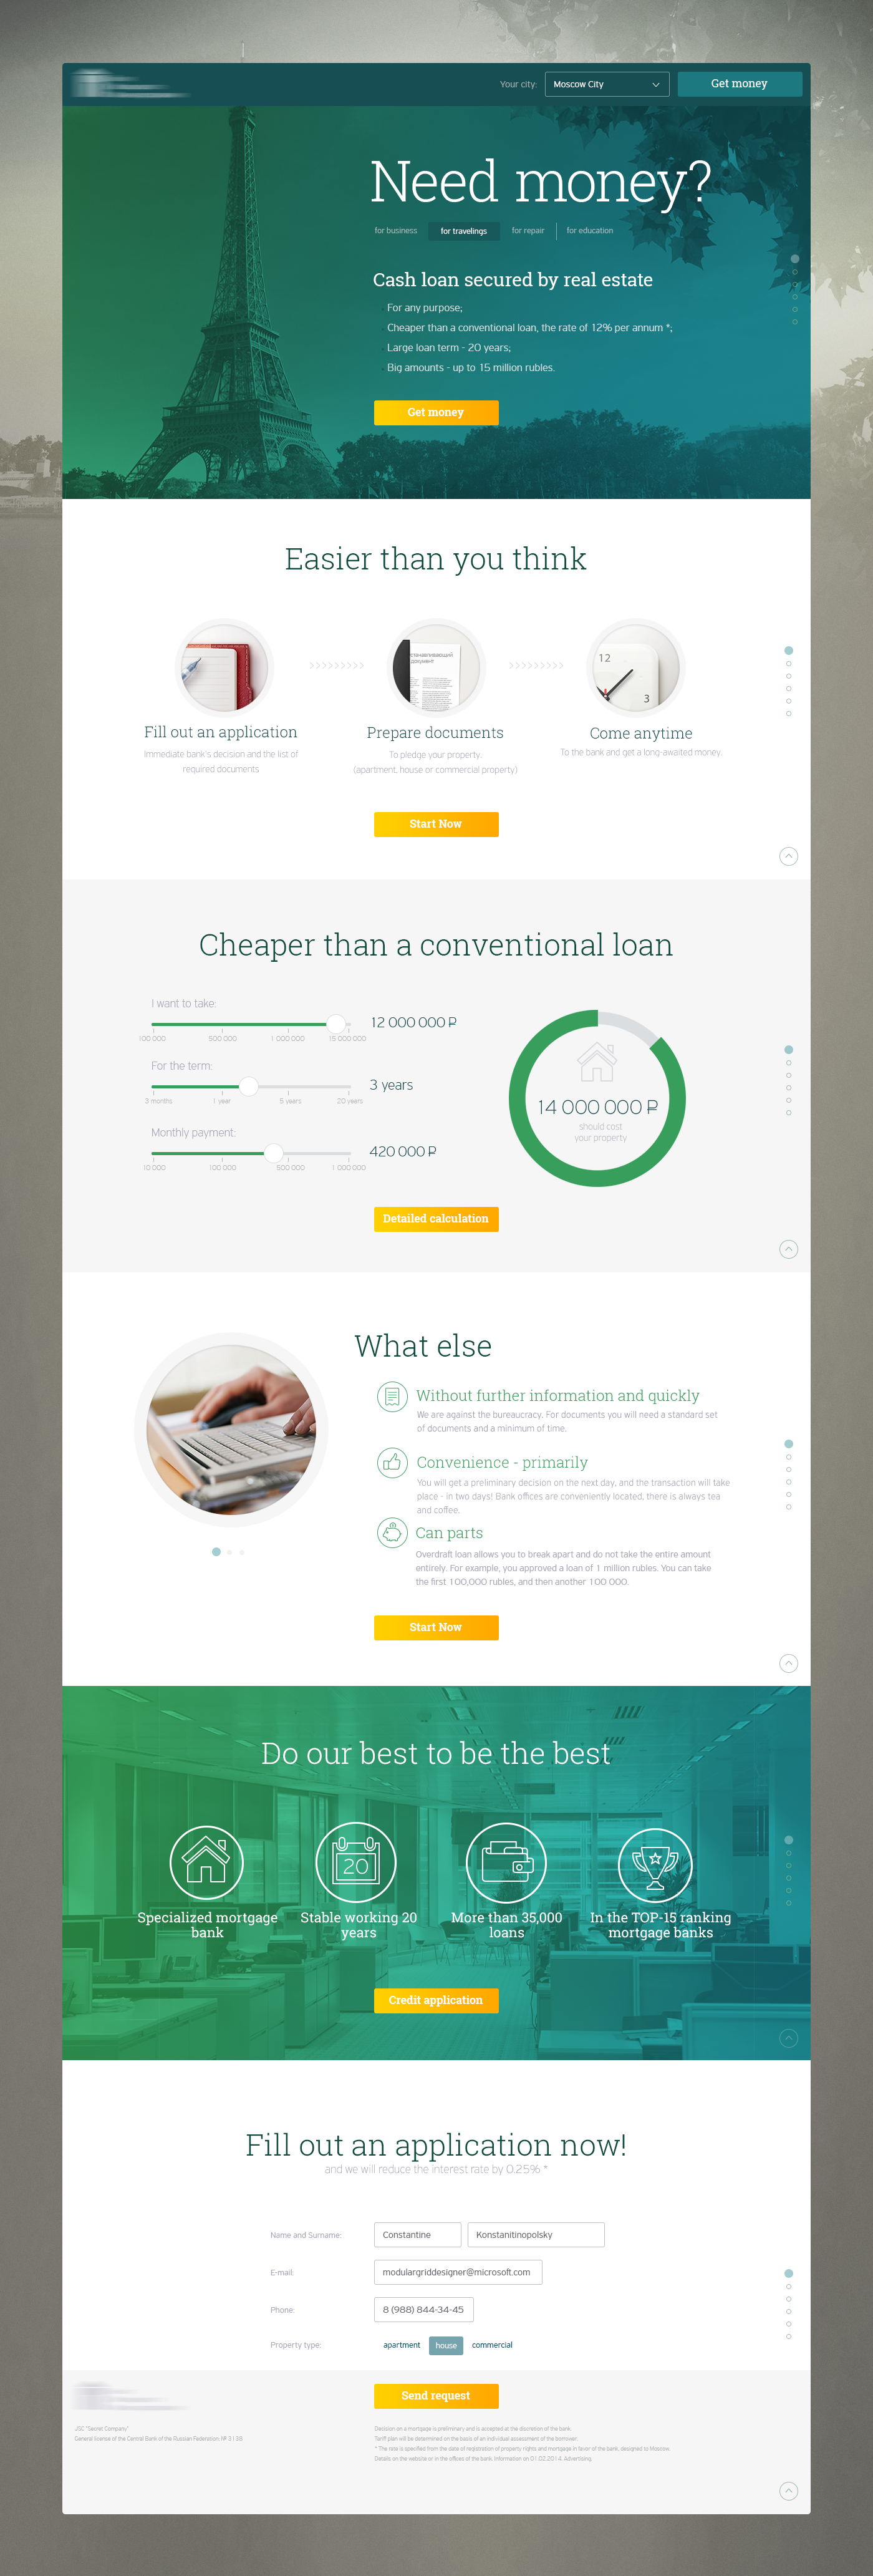 Your city:
Moscow City
Get money
Need money?
for business
for travelings
for repair
for education
Cash loan secured by real estate
For any purpose;
Cheaper than a conventional loan, the rate of 12% per annum *;
Large loan term - 20 years;
Big amounts - up to 15 million rubles.
Get money
Easier than you think
станавливающий
документ
12
3
Fill out an application
Immediate bank's decision and the list of
required documents
Prepare documents
To pledge your property.
(apartment, house or commercial property)
Come anytime
To the bank and get a long-awaited money.
Start Now
Cheaper than a conventional loan
I want to take:
12 000 000 ₽
100 000
500 000
1 000 000
15 000 000
For the term:
3 years
3 months
1 year
5 years
20 years
Monthly payment:
420 000 ₽
10 000
100 000
500 000
1 000 000
14 000 000 ₽
should cost
your property
Detailed calculation
What else
Without further information and quickly
We are against the bureaucracy. For documents you will need a standard set
of documents and a minimum of time.
Convenience - primarily
You will get a preliminary decision on the next day, and the transaction will take
place - in two days! Bank offices are conveniently located, there is always tea
and coffee.
Can parts
Overdraft loan allows you to break apart and do not take the entire amount
entirely. For example, you approved a loan of 1 million rubles. You can take
the first 100,000 rubles, and then another 100 000.
Start Now
Do our best to be the best
20
Specialized mortgage
bank
Stable working 20
years
More than 35,000
loans
In the TOP-15 ranking
mortgage banks
Credit application
Fill out an application now!
and we will reduce the interest rate by 0.25% *
Name and Surname:
Constantine
Konstanitinopolsky
E-mail:
modulargriddesigner@microsoft.com
Phone:
8 (988) 844-34-45
Property type:
apartment
house
commercial
Send request
JSC "Secret Company"
General license of the Central Bank of the Russian Federation № 3138
Decision on a mortgage is preliminary and is accepted at the discretion of the bank.
Tariff plan will be determined on the basis of an individual assessment of the borrower;
* The rate is specified from the date of registration of property rights and mortgage in favor of the bank, designed to Moscow.
Details on the website or in the offices of the bank. Information on 01.02.2014. Advertising.